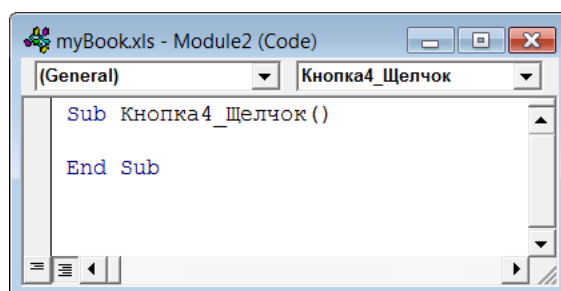 myBook.xls - Module2 (Code)
(General) Кнопка4_Щелчок
Sub Кнопка4_Щелчок()
End Sub